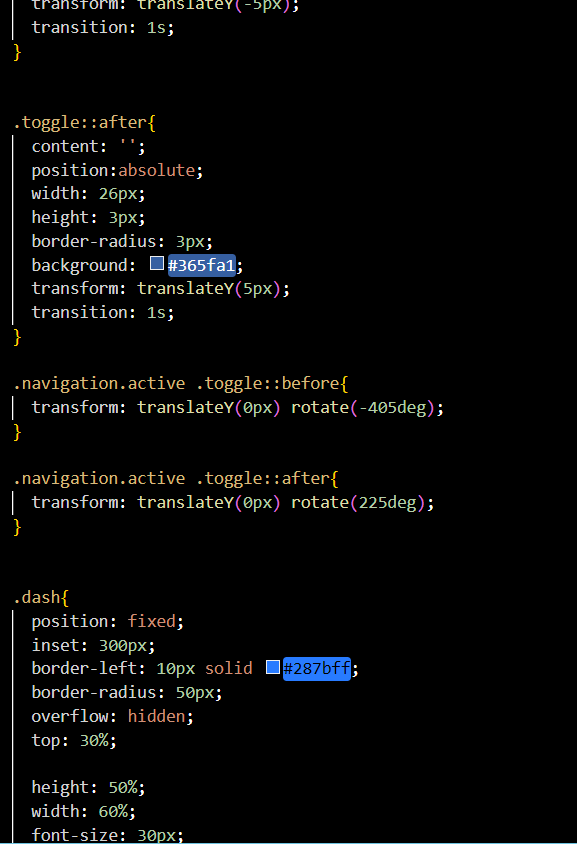 transform: translateY(-5px);
transition: 1s;
}
.toggle::after{
content: '';
position:absolute;
width: 26px;
height: 3px;
border-radius: 3px;
background: #365fa1;
transform: translateY(5px);
transition: 1s;
}
.navigation.active .toggle::before{
transform: translateY(0px) rotate(-405deg);
}
.navigation.active .toggle::after{
transform: translateY(0px) rotate(225deg);
}
.dash{
position: fixed;
inset: 300px;
border-left: 10px solid #287bff;
border-radius: 50px;
overflow: hidden;
top: 30%;
height: 50%;
width: 60%;
font-size: 30px;